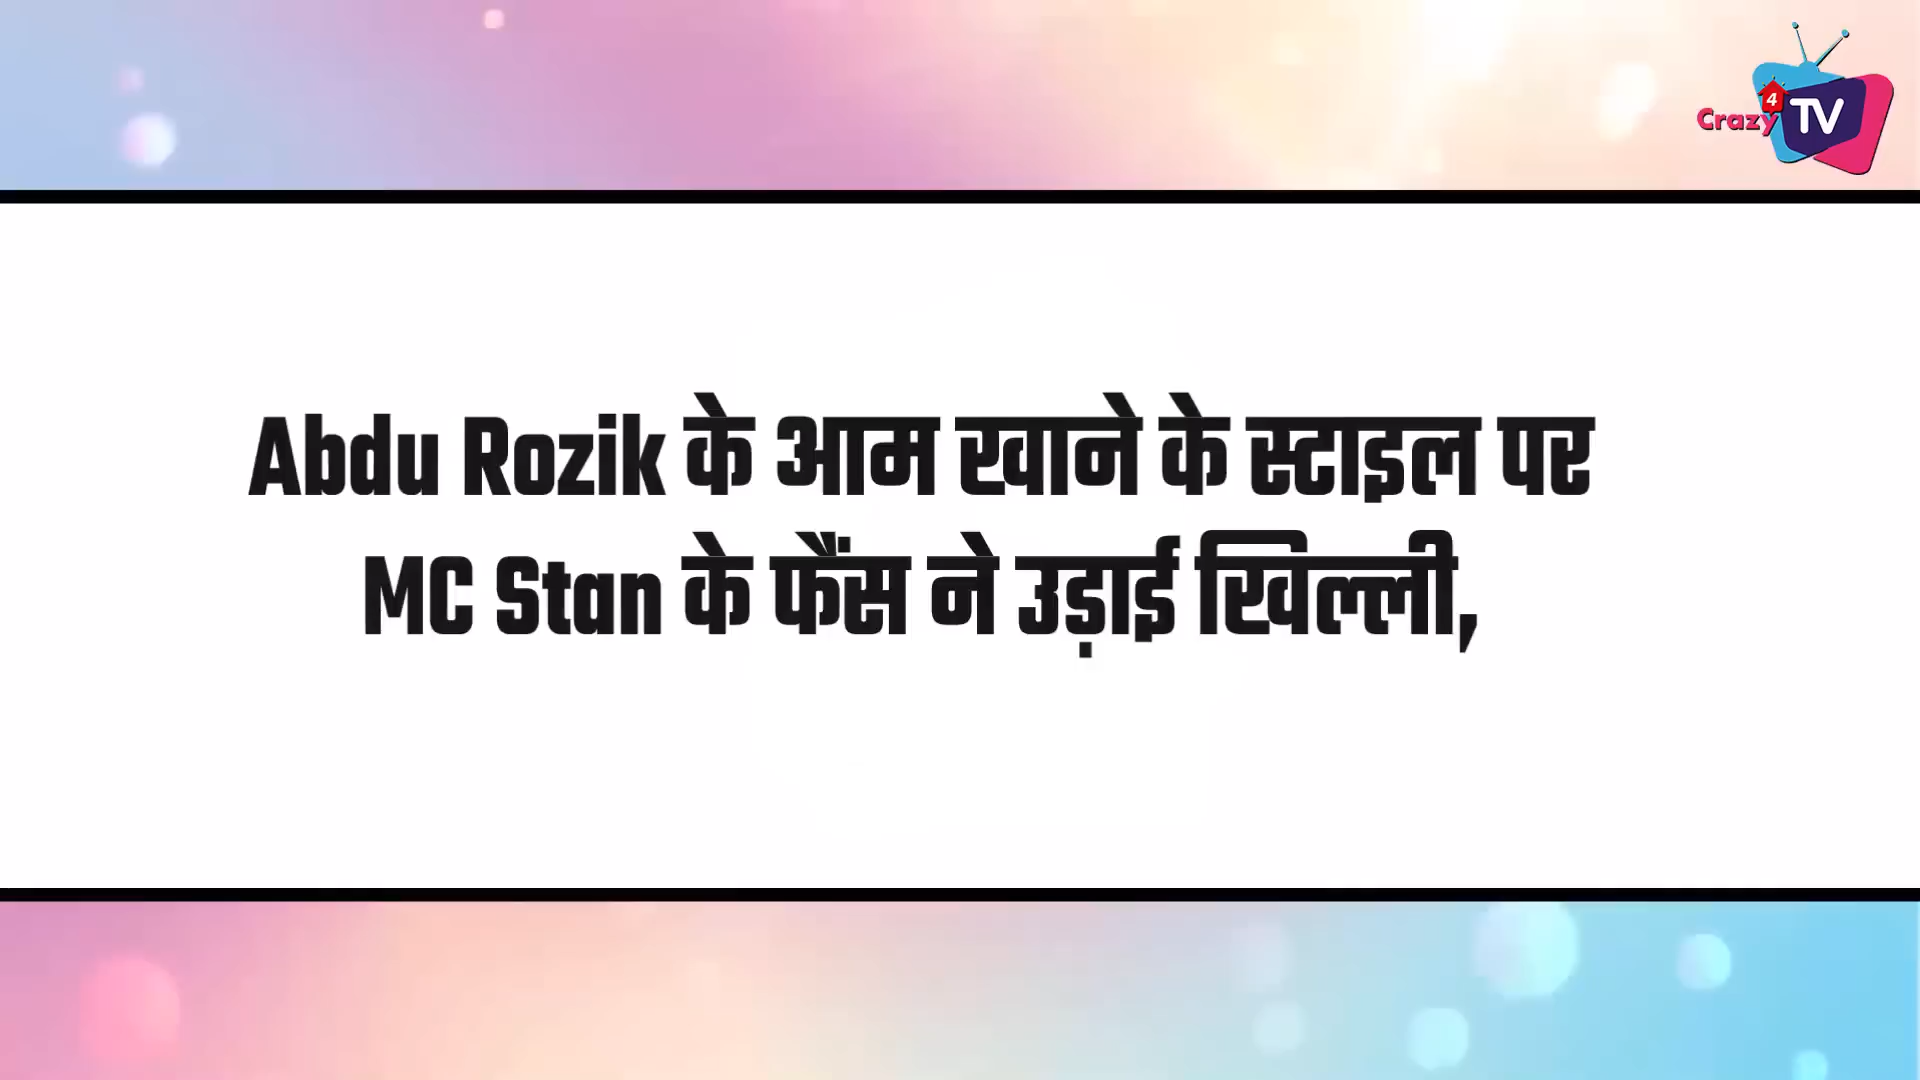 Crazy 4 TV
Abdu Rozik के आम खाने के स्टाइल पर
MC Stan के फैंस ने उड़ाई खिल्ली,